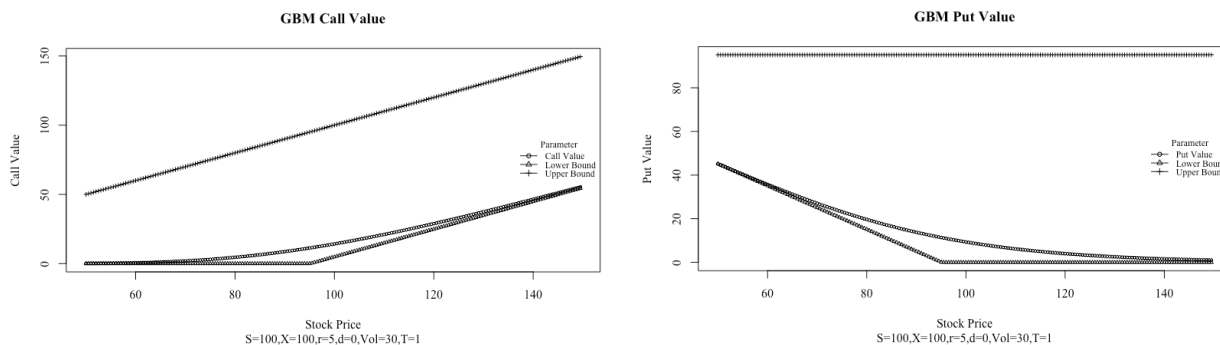 GBM Call Value
Call Value
150
100
50
0
Parameter
Call Value
Lower Bound
Upper Bound
60 80 100 120 140
Stock Price
S=100,X=100,r=5,d=0,Vol=30,T=1
GBM Put Value
Put Value
80
60
40
20
0
Parameter
Put Value
Lower Bound
Upper Bound
60 80 100 120 140
Stock Price
S=100,X=100,r=5,d=0,Vol=30,T=1